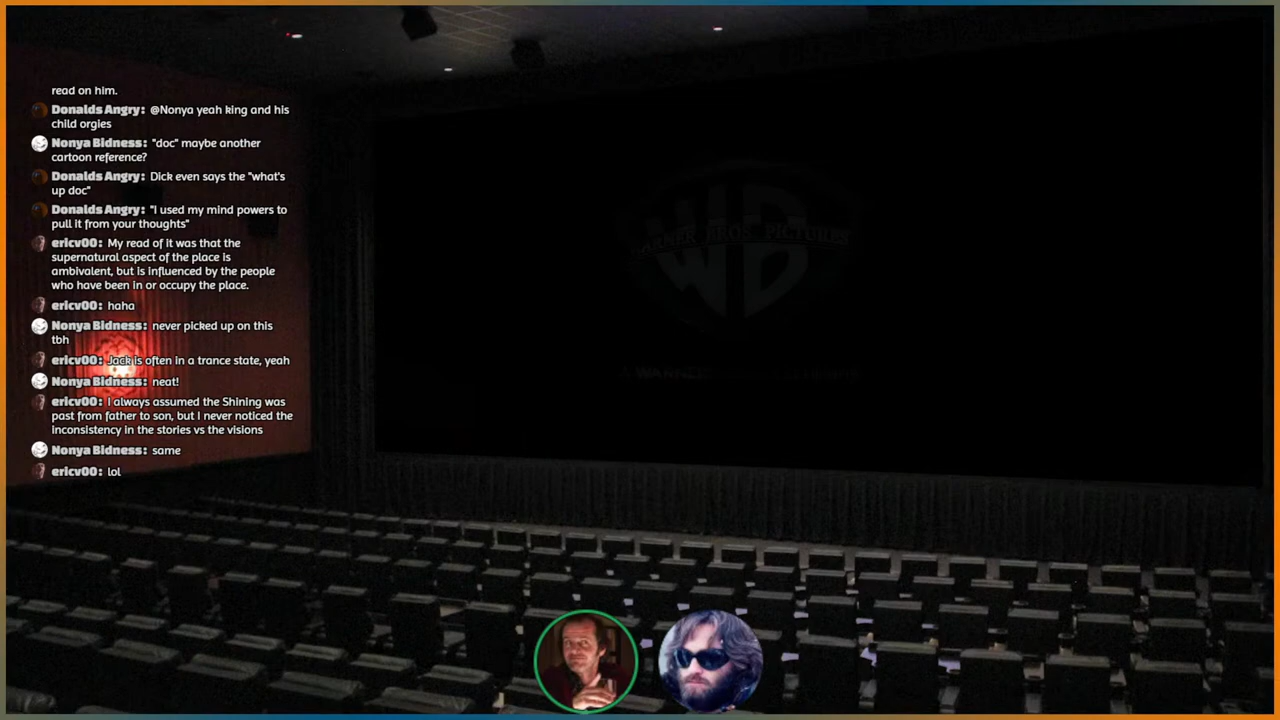 read on him.
Donalds Angry: @Nonya yeah king and his
child orgies
Nonya Bidness: "doc" maybe another
cartoon reference?
Donalds Angry: Dick even says the "what's
up doc"
Donalds Angry: "I used my mind powers to
pull it from your thoughts"
ericv00: My read of it was that the
supernatural aspect of the place is
ambivalent, but is influenced by the people
who have been in or occupy the place.
ericv00: haha
Nonya Bidness: never picked up on this
tbh
ericv00: Jack is often in a trance state, yeah
Nonya Bidness: neat!
ericv00: I always assumed the Shining was
past from father to son, but I never noticed the
inconsistency in the stories vs the visions
Nonya Bidness: same
ericv00: lol
WB
WARNER BROS. PICTURES
A WARNER